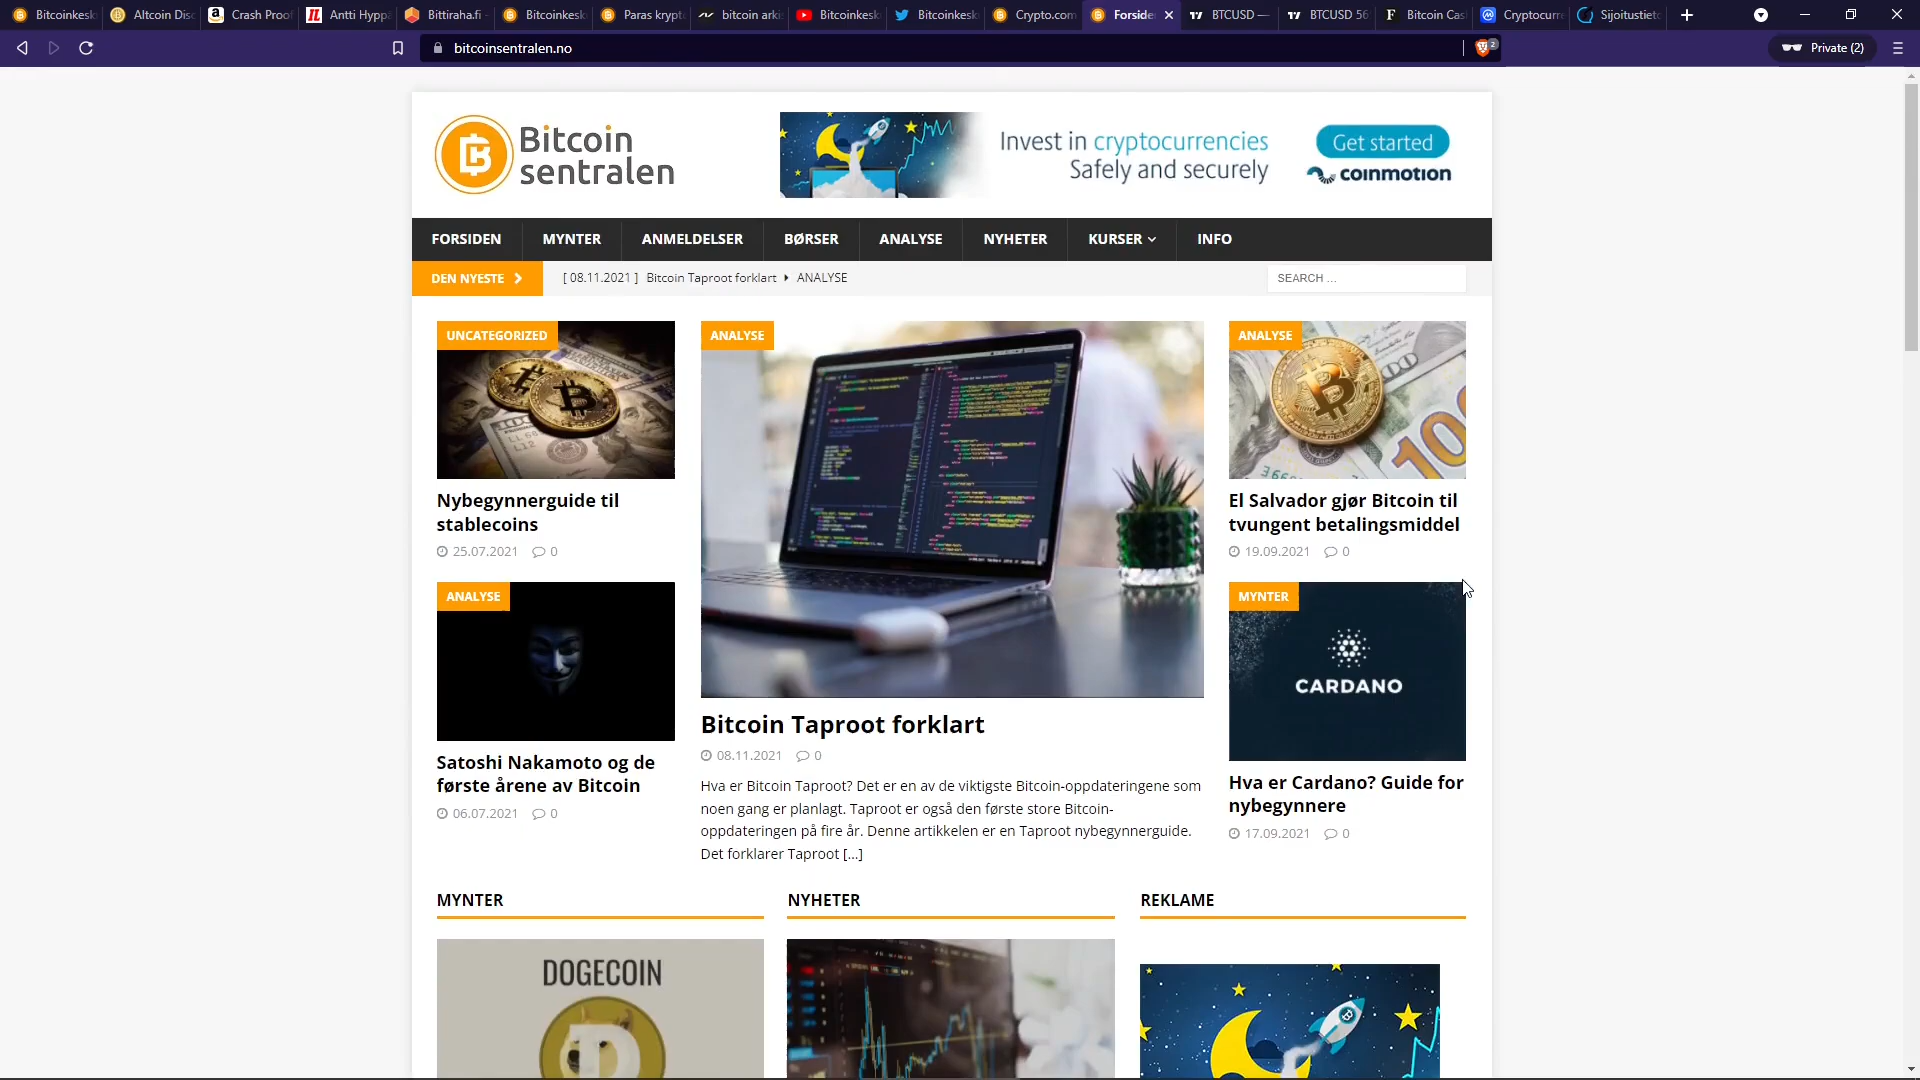 Bitcoinkesk
Altcoin Disc
Crash Proof
Antti Hyppä
Bittiraha.fi -
Bitcoinkesk
Paras krypt
bitcoin arki
Bitcoinkesk
Bitcoinkesk
Crypto.com
Forside
BTCUSD —
BTCUSD 56
Bitcoin Cas
Cryptocurre
Sijoitustieto
bitcoinsentralen.no
2
Private (2)
Bitcoin
sentralen
Invest in cryptocurrencies
Safely and securely
Get started
coinmotion
FORSIDEN
MYNTER
ANMELDELSER
BØRSER
ANALYSE
NYHETER
KURSER
INFO
DEN NYESTE
[ 08.11.2021 ] Bitcoin Taproot forklart ANALYSE
SEARCH …
UNCATEGORIZED
Nybegynnerguide til
stablecoins
25.07.2021 0
ANALYSE
Satoshi Nakamoto og de
første årene av Bitcoin
06.07.2021 0
ANALYSE
Bitcoin Taproot forklart
08.11.2021 0
Hva er Bitcoin Taproot? Det er en av de viktigste Bitcoin-oppdateringene som
noen gang er planlagt. Taproot er også den første store Bitcoin-
oppdateringen på fire år. Denne artikkelen er en Taproot nybegynnerguide.
Det forklarer Taproot [...]
ANALYSE
El Salvador gjør Bitcoin til
tvungent betalingsmiddel
19.09.2021 0
MYNTER
CARDANO
Hva er Cardano? Guide for
nybegynnere
17.09.2021 0
MYNTER
DOGECOIN
NYHETER
REKLAME